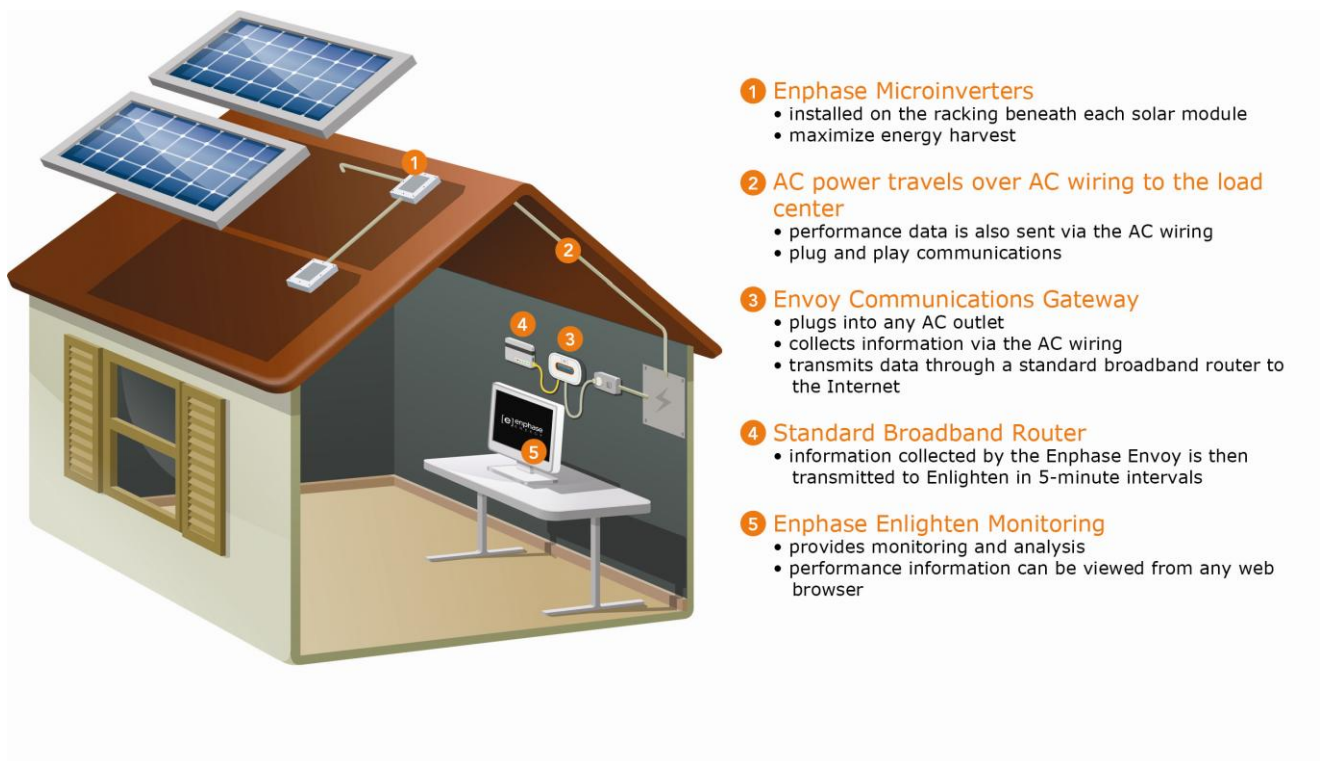 1 Enphase Microinverters
• installed on the racking beneath each solar module
• maximize energy harvest
2 AC power travels over AC wiring to the load
center
• performance data is also sent via the AC wiring
• plug and play communications
3 Envoy Communications Gateway
• plugs into any AC outlet
• collects information via the AC wiring
• transmits data through a standard broadband router to
the Internet
4 Standard Broadband Router
• information collected by the Enphase Envoy is then
transmitted to Enlighten in 5-minute intervals
5 Enphase Enlighten Monitoring
• provides monitoring and analysis
• performance information can be viewed from any web
browser
1
2
4
3
[e] enphase
5